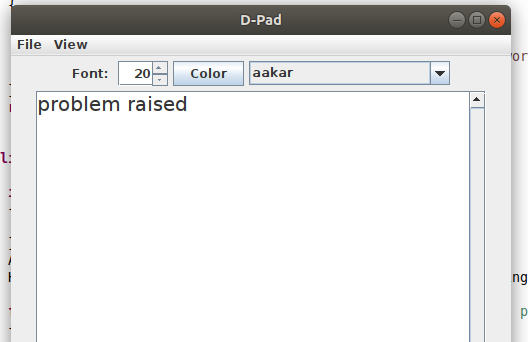 D-Pad
File View
Font: 20 Color aakar
problem raised